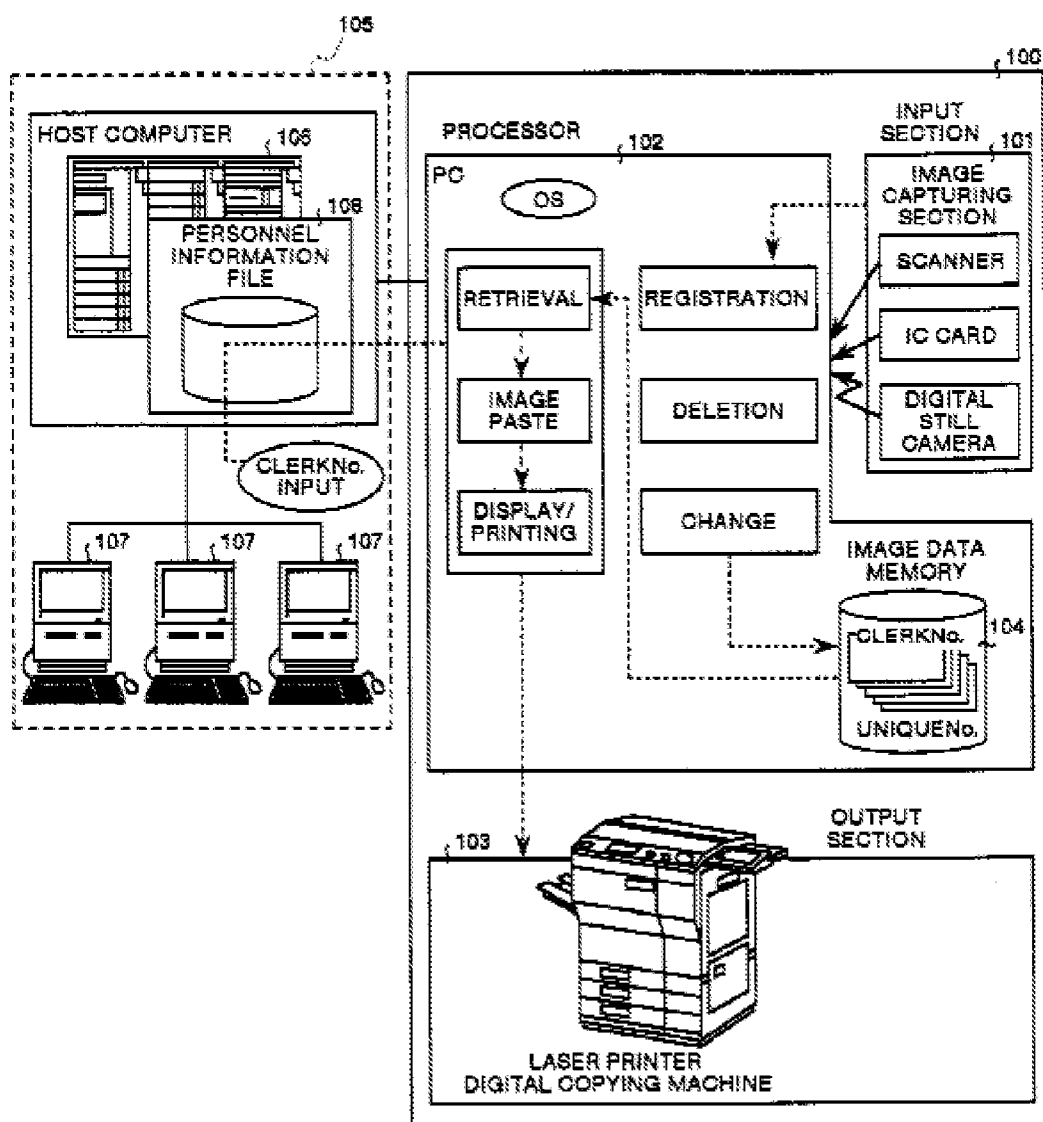 105
100
HOST COMPUTER
106
108
PERSONNEL
INFORMATION
FILE
CLERKNo.
INPUT
107
107
107
PROCESSOR
102
PC
OS
RETRIEVAL
IMAGE
PASTE
DISPLAY/
PRINTING
REGISTRATION
DELETION
CHANGE
INPUT
SECTION
101
IMAGE
CAPTURING
SECTION
SCANNER
IC CARD
DIGITAL
STILL
CAMERA
IMAGE DATA
MEMORY
CLERKNo.
104
UNIQUENo.
OUTPUT
SECTION
103
LASER PRINTER
DIGITAL COPYING MACHINE